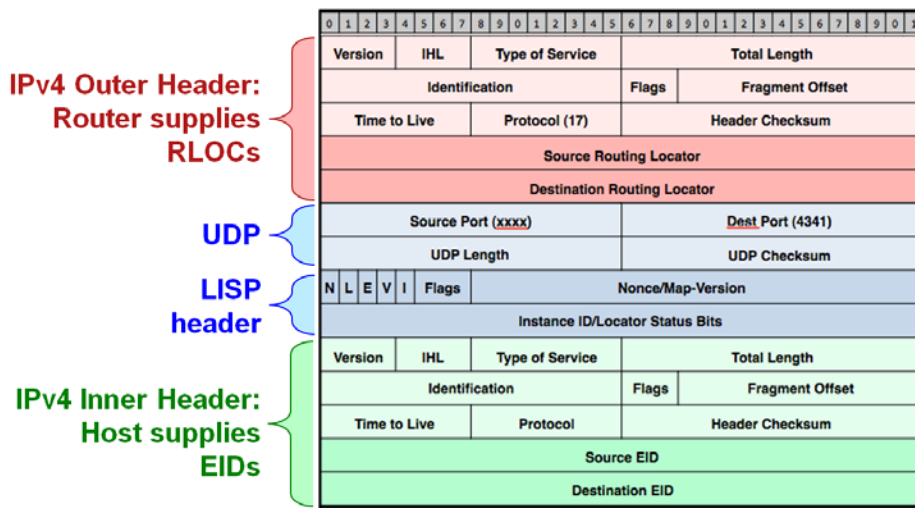 0 1 2 3 4 5 6 7 8 9 0 1 2 3 4 5 6 7 8 9 0 1 2 3 4 5 6 7 8 9 0 1
IPv4 Outer Header:
Router supplies
RLOCs
Version IHL Type of Service Total Length
Identification Flags Fragment Offset
Time to Live Protocol (17) Header Checksum
Source Routing Locator
Destination Routing Locator
UDP
Source Port (xxxx) Dest Port (4341)
UDP Length UDP Checksum
LISP
header
N L E V I Flags Nonce/Map-Version
Instance ID/Locator Status Bits
IPv4 Inner Header:
Host supplies
EIDs
Version IHL Type of Service Total Length
Identification Flags Fragment Offset
Time to Live Protocol Header Checksum
Source EID
Destination EID